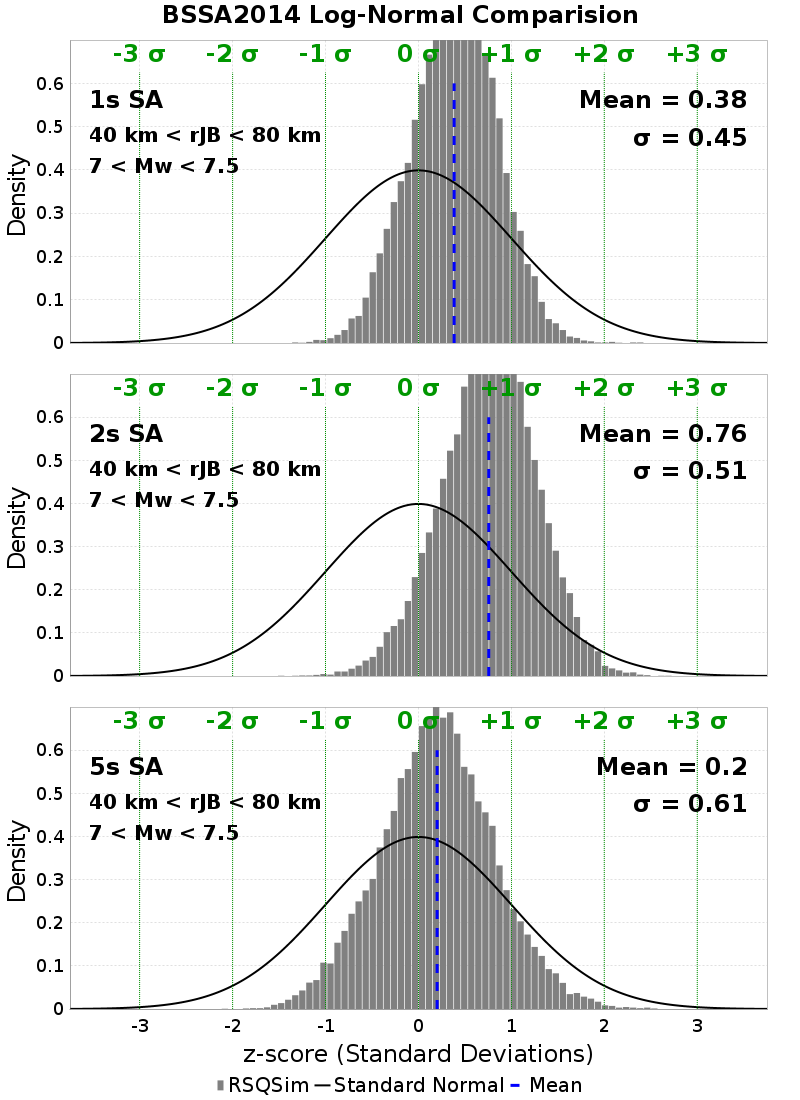 BSSA2014 Log-Normal Comparision
-3 σ -2 σ -1 σ 0 σ +1 σ +2 σ +3 σ
1s SA
40 km < rJB < 80 km
7 < Mw < 7.5
Mean = 0.38
σ = 0.45
Density
0.6
0.5
0.4
0.3
0.2
0.1
0
-3 σ -2 σ -1 σ 0 σ +1 σ +2 σ +3 σ
2s SA
40 km < rJB < 80 km
7 < Mw < 7.5
Mean = 0.76
σ = 0.51
Density
0.6
0.5
0.4
0.3
0.2
0.1
0
-3 σ -2 σ -1 σ 0 σ +1 σ +2 σ +3 σ
5s SA
40 km < rJB < 80 km
7 < Mw < 7.5
Mean = 0.2
σ = 0.61
Density
0.6
0.5
0.4
0.3
0.2
0.1
0
-3 -2 -1 0 1 2 3
z-score (Standard Deviations)
RSQSim Standard Normal Mean